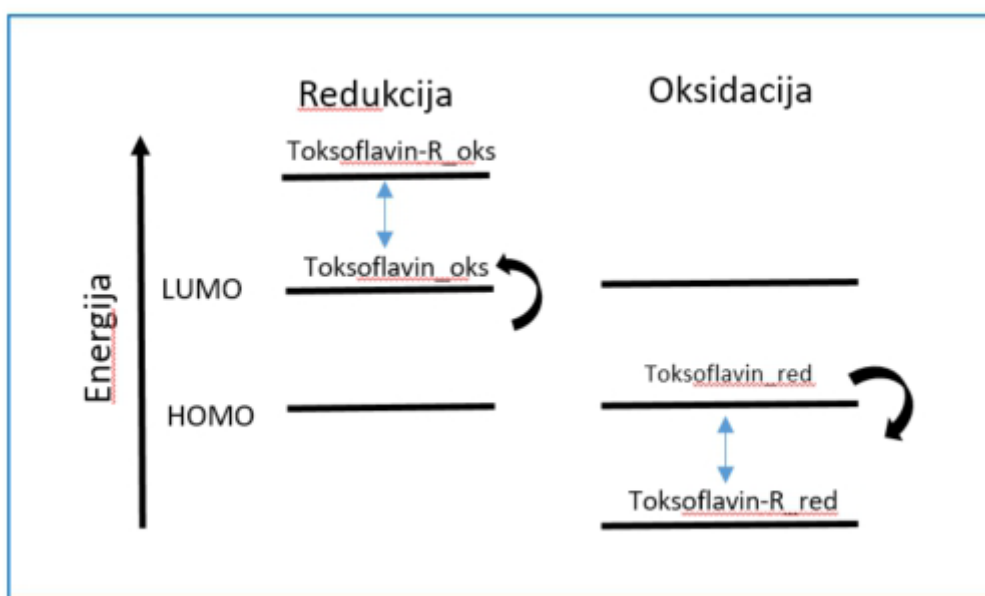 Redukcija
Oksidacija
Toksoflavin-R_oks
Toksoflavin_oks
LUMO
Energija
Toksoflavin_red
HOMO
Toksoflavin-R_red